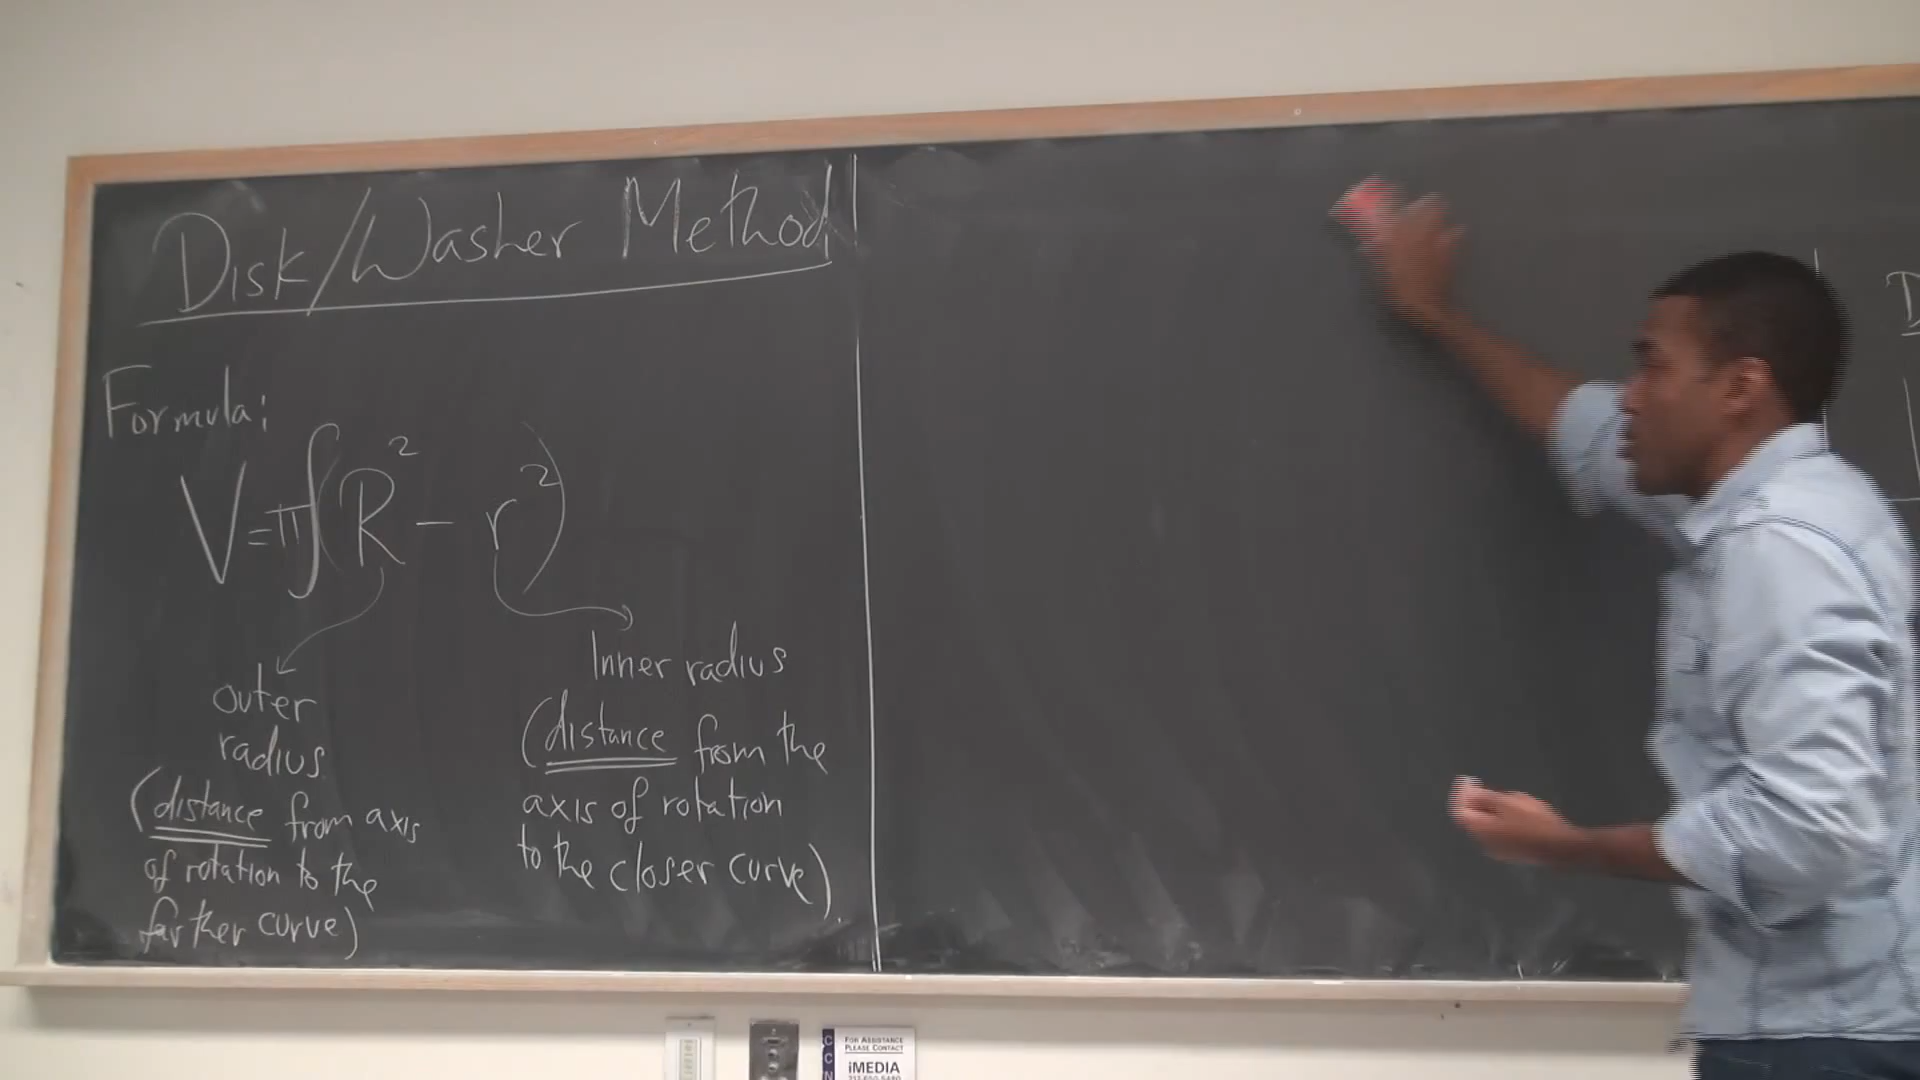 Disk/Washer Method
Formula:
V=π∫(R² - r²)
outer
radius
(distance from axis
of rotation to the
farther curve)
Inner radius
(distance from the
axis of rotation
to the closer curve).
D
FOR ASSISTANCE
PLEASE CONTACT
iMEDIA
C
C
N